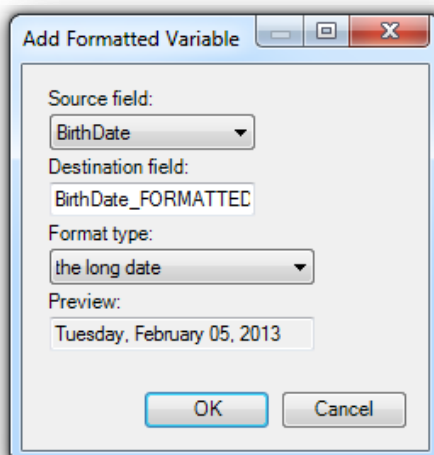 Add Formatted Variable
Source field:
BirthDate
Destination field:
BirthDate_FORMATTED
Format type:
the long date
Preview:
Tuesday, February 05, 2013
OK Cancel